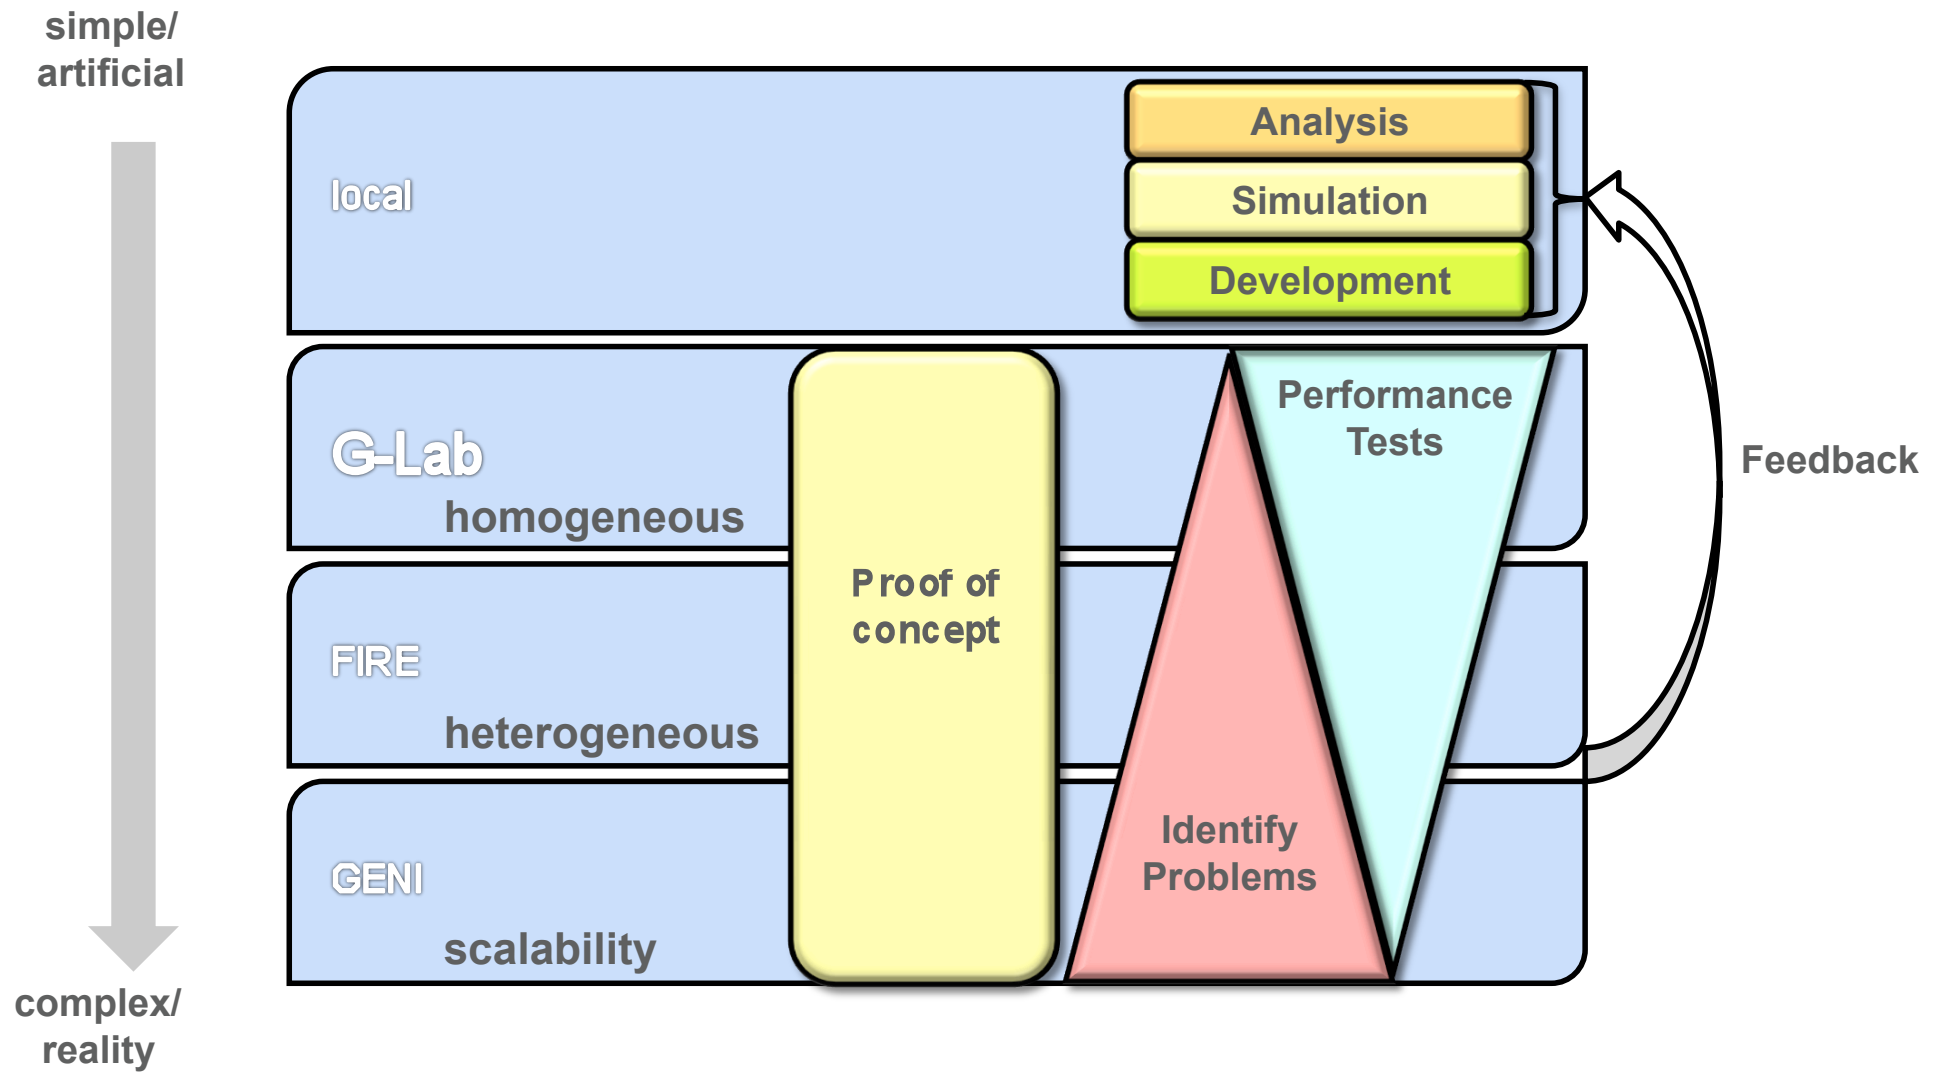 simple/
artificial
local
Analysis
Simulation
Development
G-Lab
homogeneous
Performance
Tests
Feedback
Proof of
concept
FIRE
heterogeneous
Identify
Problems
GENI
scalability
complex/
reality